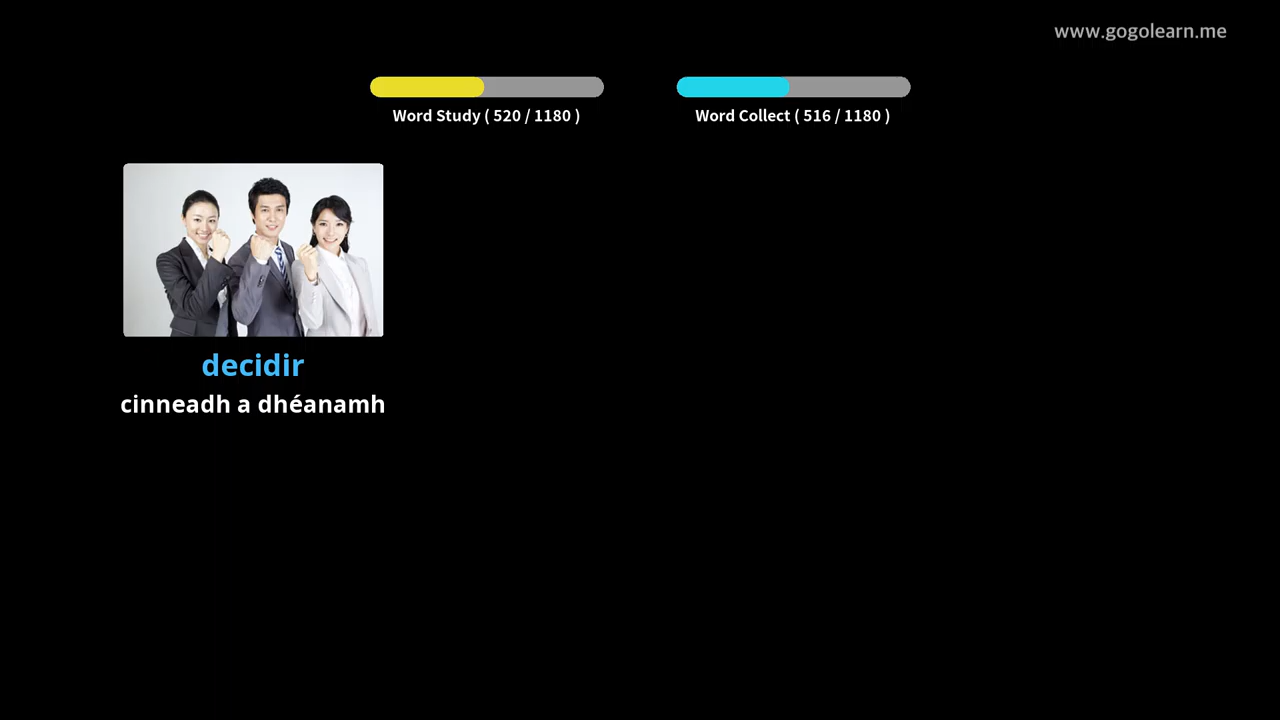 www.gogolearn.me
Word Study ( 520 / 1180 )
Word Collect ( 516 / 1180 )
decidir
cinneadh a dhéanamh